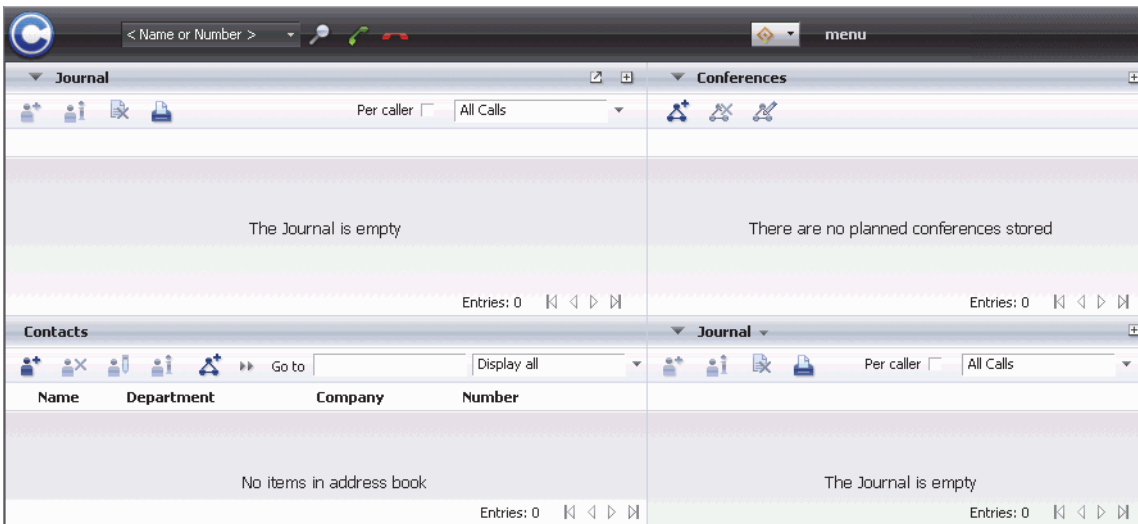 C
< Name or Number >
menu
Journal
Per caller
All Calls
The Journal is empty
Entries: 0
Conferences
There are no planned conferences stored
Entries: 0
Contacts
Go to
Display all
Name Department Company Number
No items in address book
Entries: 0
Journal
Per caller
All Calls
The Journal is empty
Entries: 0